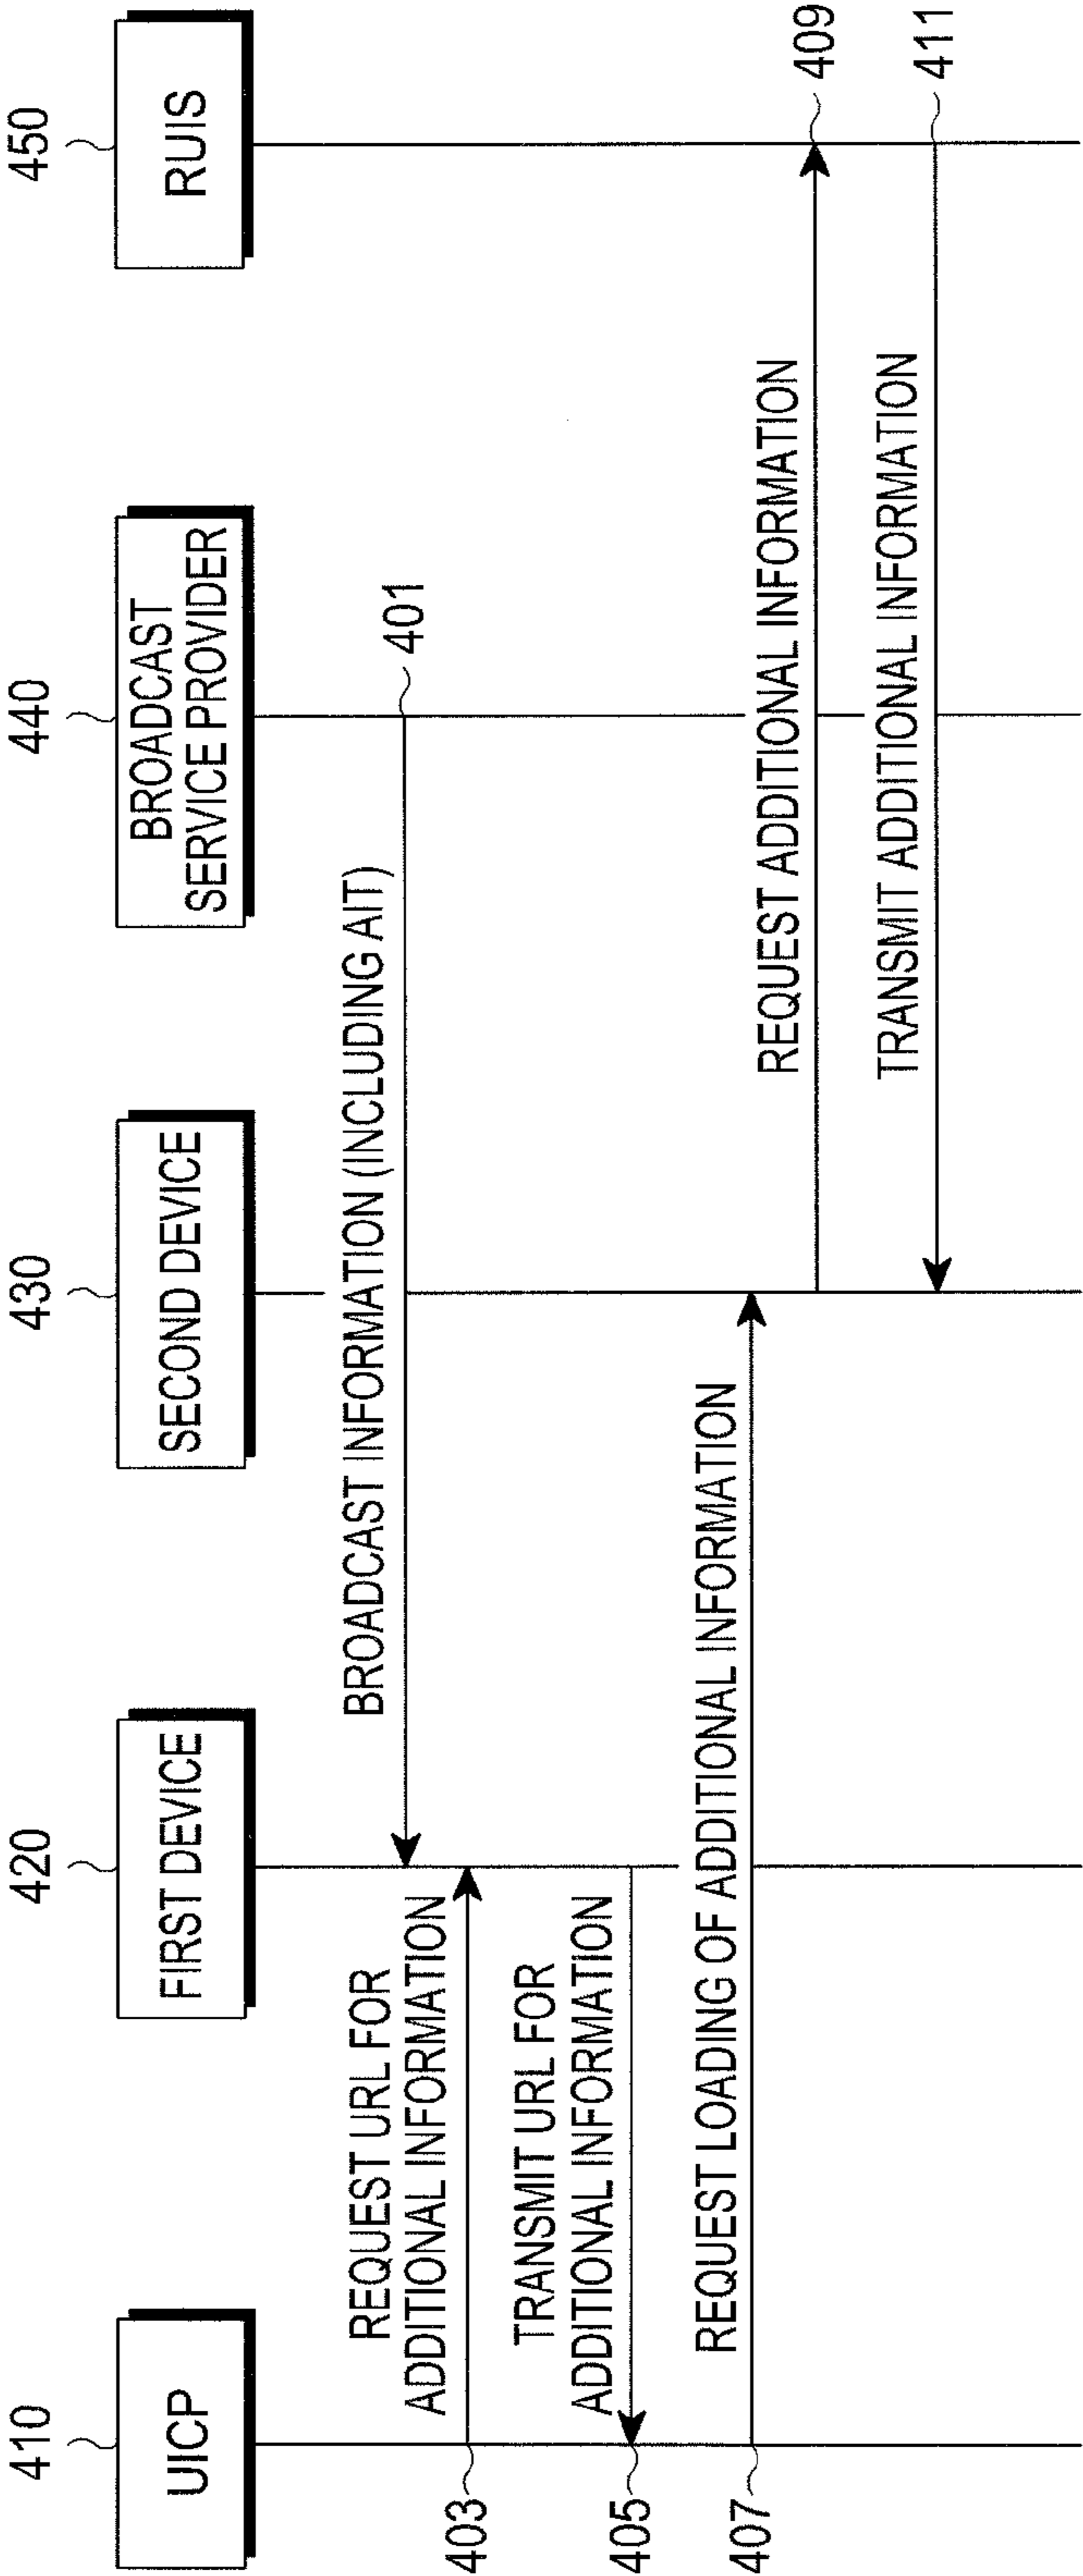 410
420
430
440
450
UICP
FIRST DEVICE
SECOND DEVICE
BROADCAST
SERVICE PROVIDER
RUIS
BROADCAST INFORMATION (INCLUDING AIT)
401
REQUEST URL FOR
ADDITIONAL INFORMATION
403
TRANSMIT URL FOR
ADDITIONAL INFORMATION
405
REQUEST LOADING OF ADDITIONAL INFORMATION
407
REQUEST ADDITIONAL INFORMATION
409
TRANSMIT ADDITIONAL INFORMATION
411